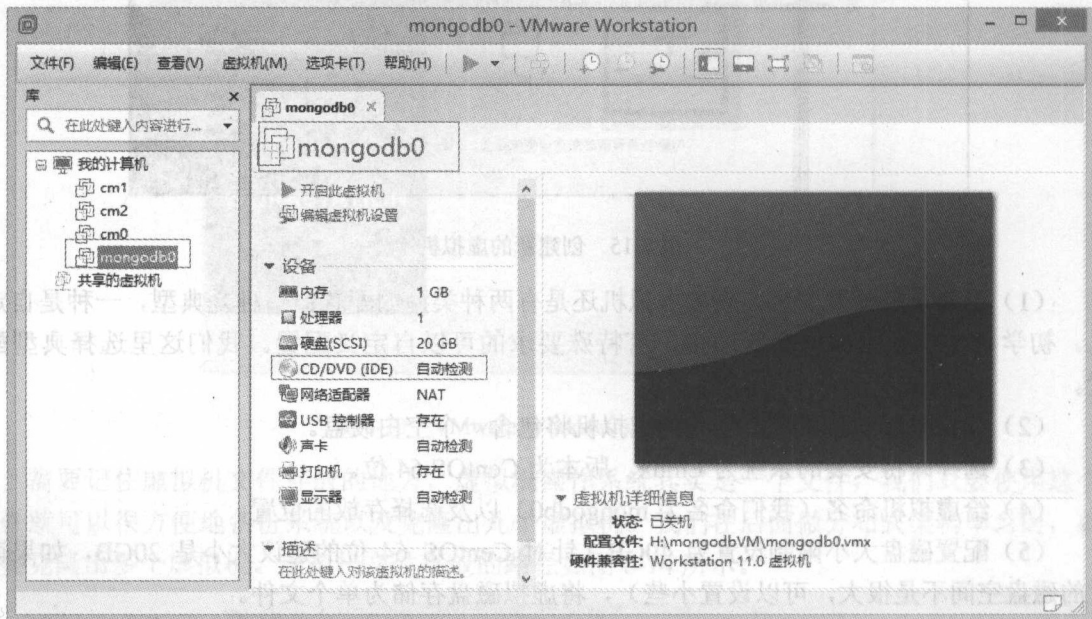 mongodb0 - VMware Workstation
文件(F) 编辑(E) 查看(V) 虚拟机(M) 选项卡(T) 帮助(H)
库
在此处键入内容进行...
我的计算机
cm1
cm2
cm0
mongodb0
共享的虚拟机
mongodb0
mongodb0
开启此虚拟机
编辑虚拟机设置
设备
内存 1 GB
处理器
硬盘(SCSI) 20 GB
CD/DVD (IDE) 自动检测
网络适配器 NAT
USB 控制器 存在
声卡 自动检测
打印机 存在
显示器 自动检测
描述
在此处键入对该虚拟机的描述。
虚拟机详细信息
状态: 已关机
配置文件: H:\mongodbVM\mongodb0.vmx
硬件兼容性: Workstation 11.0 虚拟机